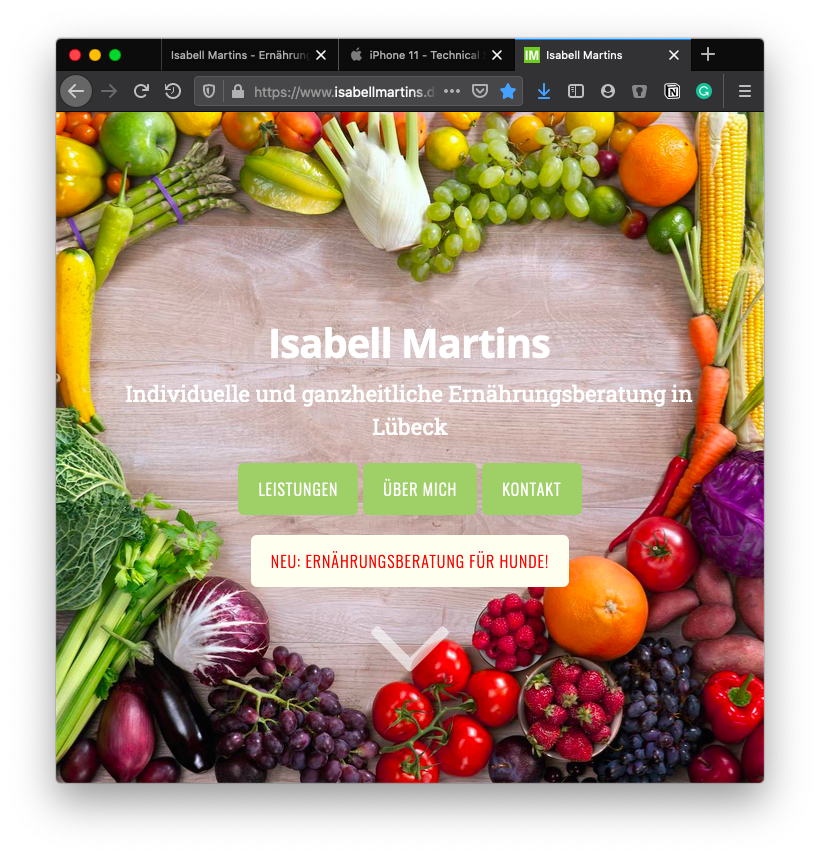 Isabell Martins - Ernährun
iPhone 11 - Technical
IM Isabell Martins
https://www.isabellmartins.d
Isabell Martins
Individuelle und ganzheitliche Ernährungsberatung in
Lübeck
LEISTUNGEN
ÜBER MICH
KONTAKT
NEU: ERNÄHRUNGSBERATUNG FÜR HUNDE!